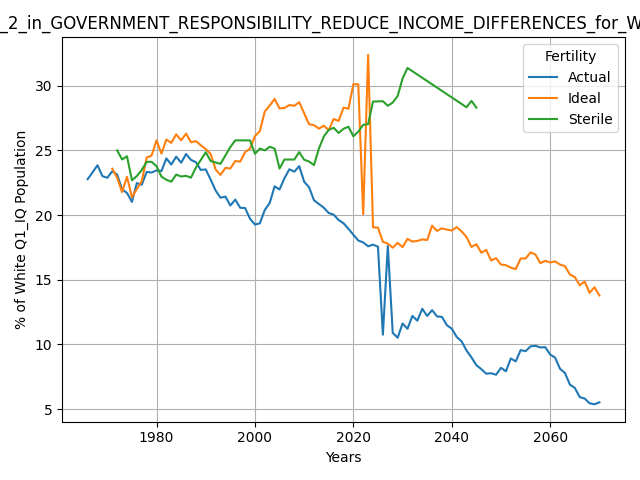 _2_in_GOVERNMENT_RESPONSIBILITY_REDUCE_INCOME_DIFFERENCES_for_W
Fertility
Actual
Ideal
Sterile
% of White Q1_IQ Population
30
25
20
15
10
5
1980
2000
2020
2040
2060
Years